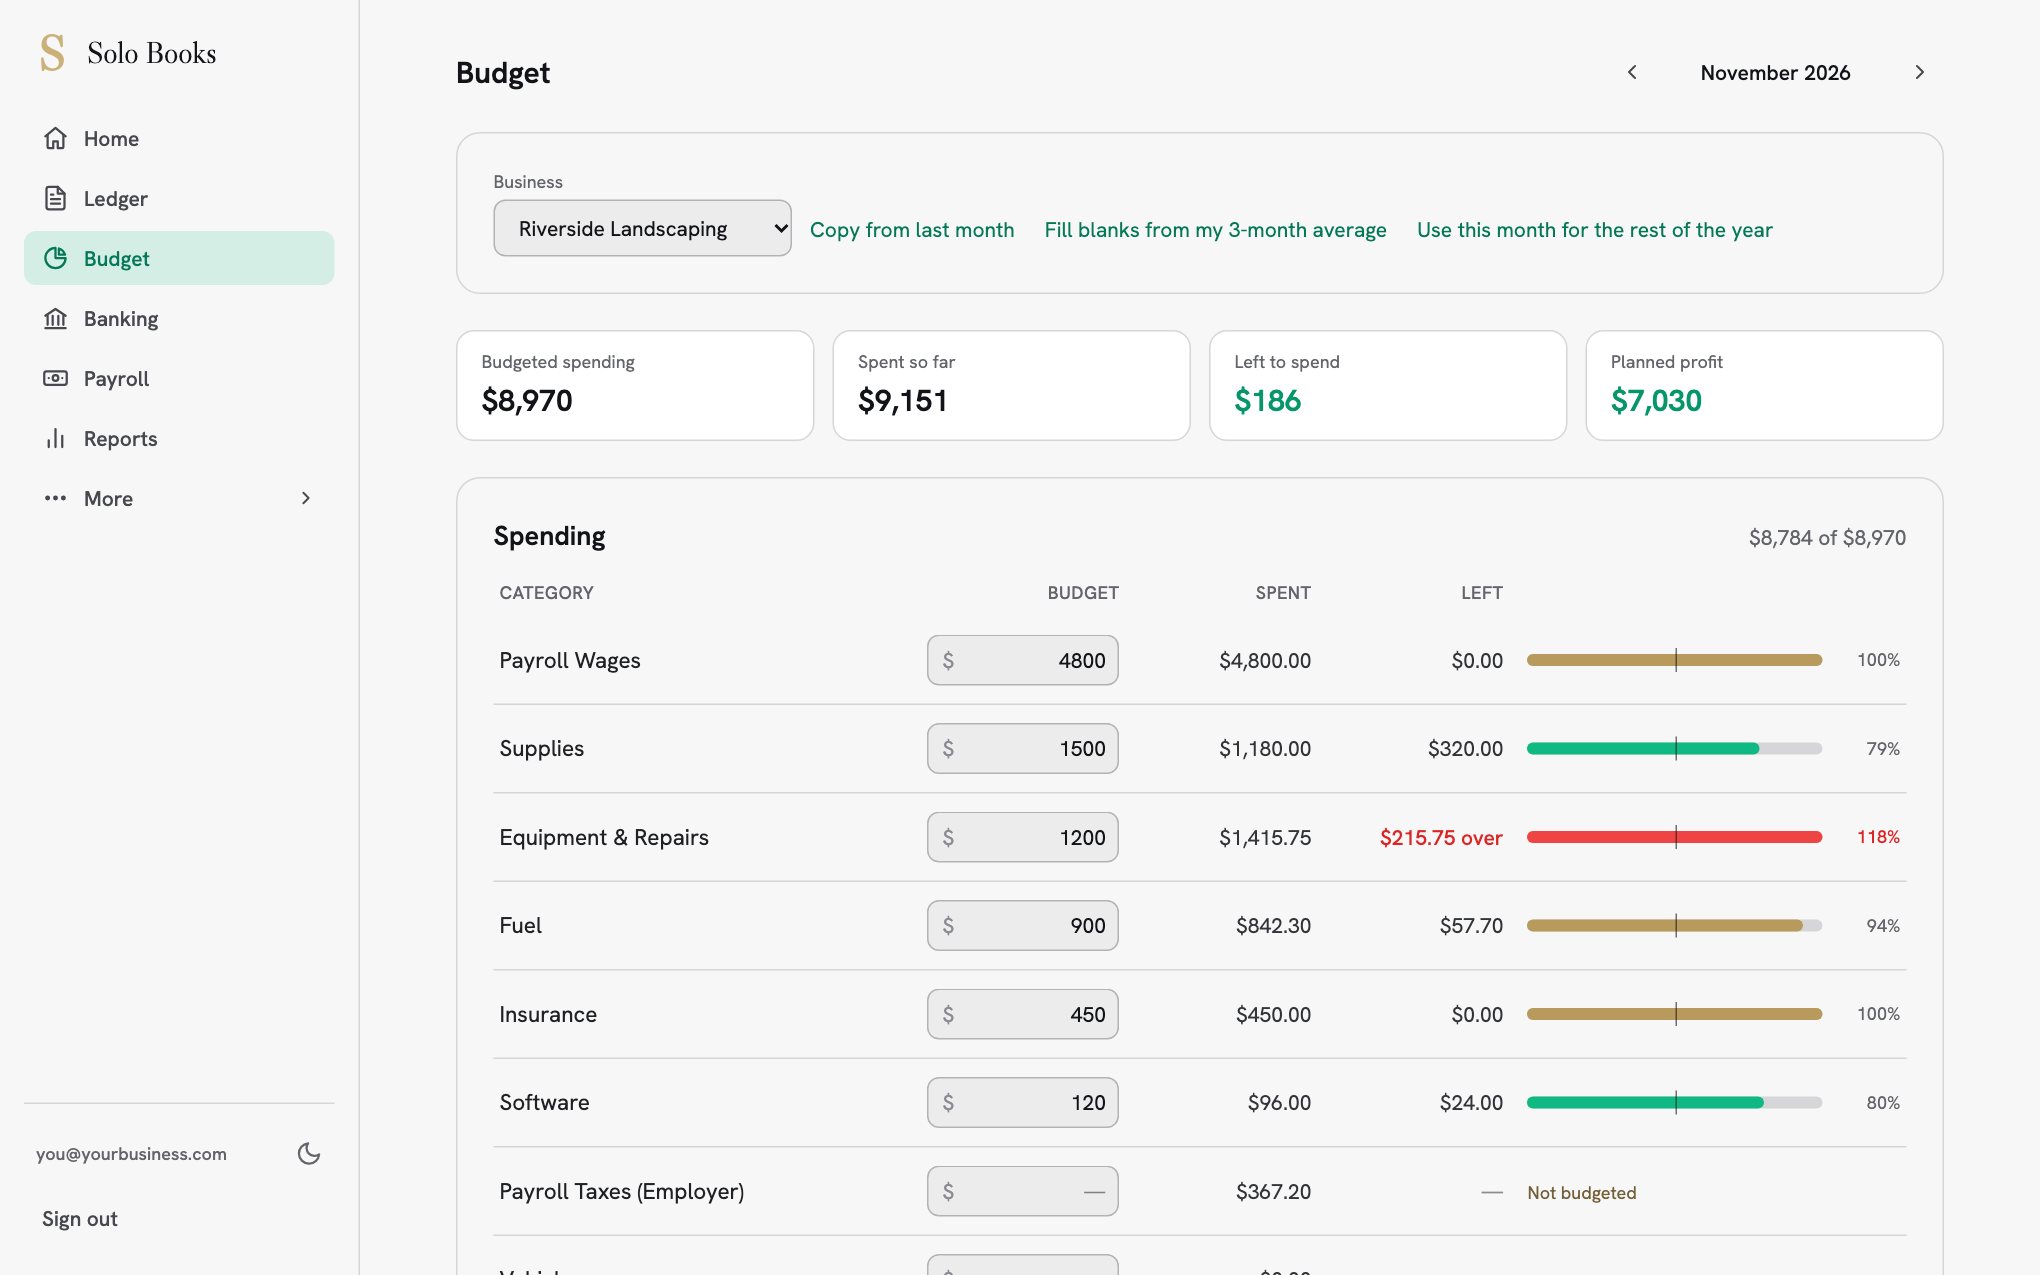 S Solo Books
Home
Ledger
Budget
Banking
Payroll
Reports
More
you@yourbusiness.com
Sign out
Budget
November 2026
Business
Riverside Landscaping
Copy from last month
Fill blanks from my 3-month average
Use this month for the rest of the year
Budgeted spending
$8,970
Spent so far
$9,151
Left to spend
$186
Planned profit
$7,030
Spending
$8,784 of $8,970
CATEGORY BUDGET SPENT LEFT
Payroll Wages $ 4800 $4,800.00 $0.00 100%
Supplies $ 1500 $1,180.00 $320.00 79%
Equipment & Repairs $ 1200 $1,415.75 $215.75 over 118%
Fuel $ 900 $842.30 $57.70 94%
Insurance $ 450 $450.00 $0.00 100%
Software $ 120 $96.00 $24.00 80%
Payroll Taxes (Employer) $ — $367.20 — Not budgeted